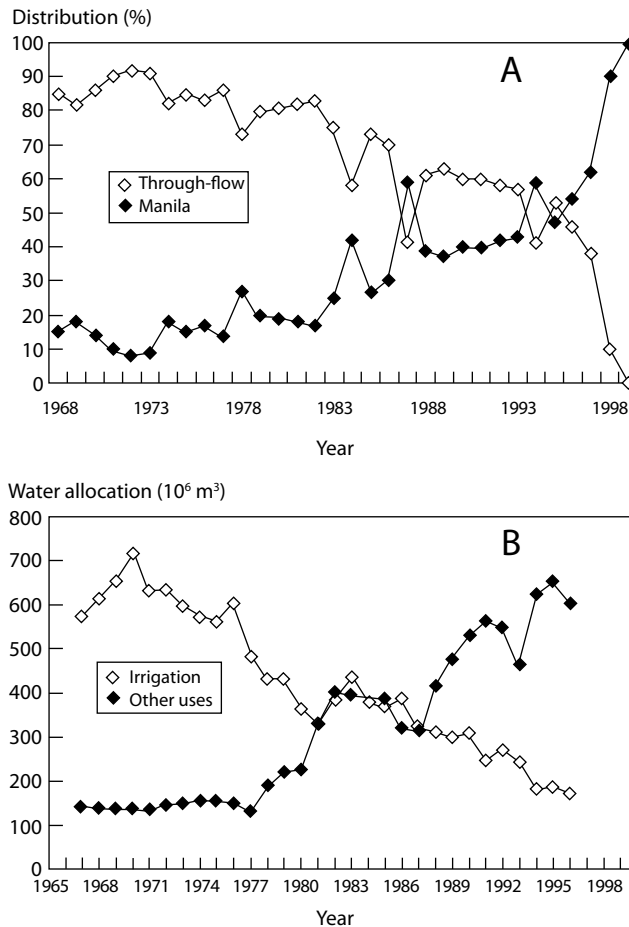 Distribution (%)
A
100
90
80
70
60
50
40
30
20
10
0
Through-flow
Manila
1968 1973 1978 1983 1988 1993 1998
Year
Water allocation (10⁶ m³)
B
800
700
600
500
400
300
200
100
0
Irrigation
Other uses
1965 1968 1971 1974 1977 1980 1983 1986 1989 1992 1995 1998
Year